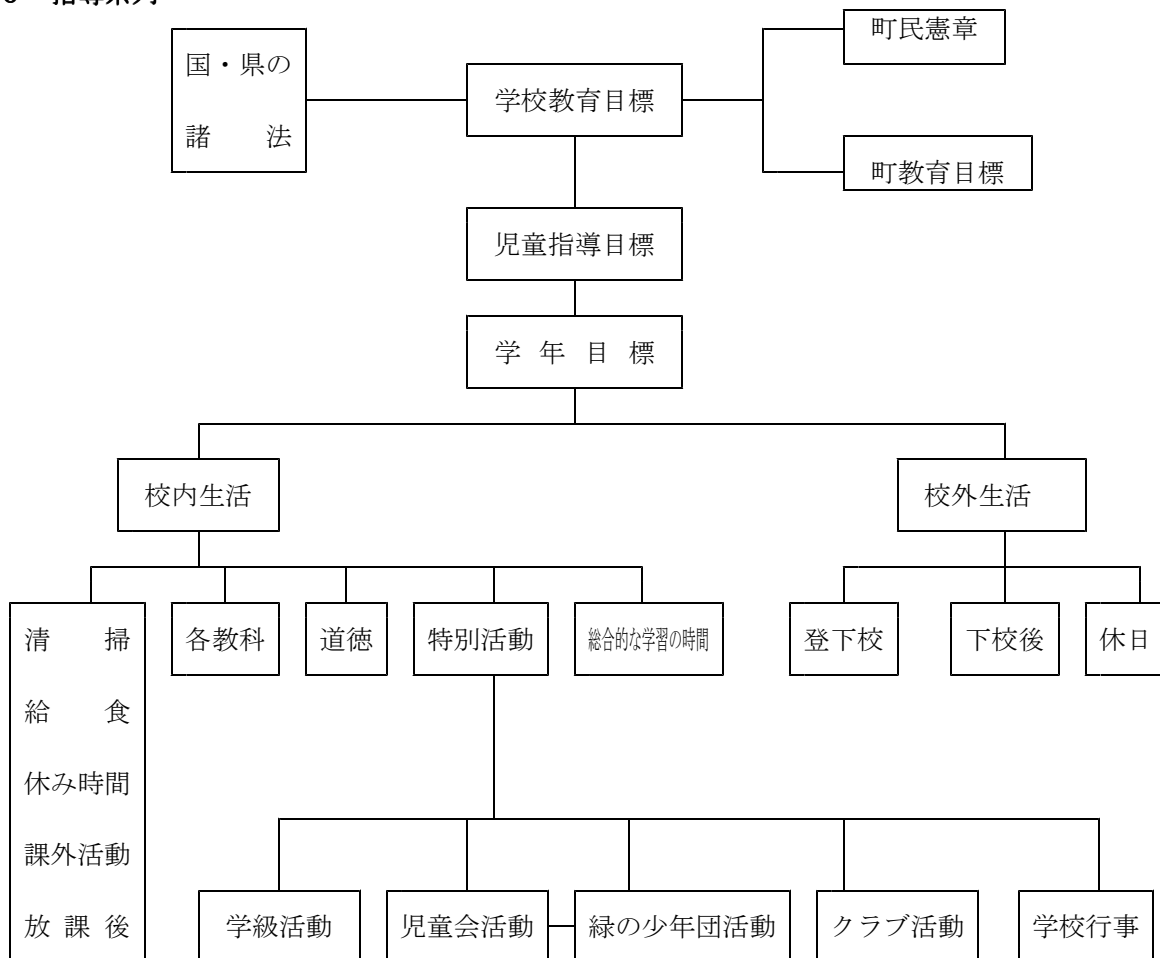 町民憲章
国・県の
諸 法
学校教育目標
町教育目標
児童指導目標
学 年 目 標
校内生活
校外生活
清 掃
給 食
休み時間
課外活動
放 課 後
各教科
道徳
特別活動
総合的な学習の時間
登下校
下校後
休日
学級活動
児童会活動
緑の少年団活動
クラブ活動
学校行事